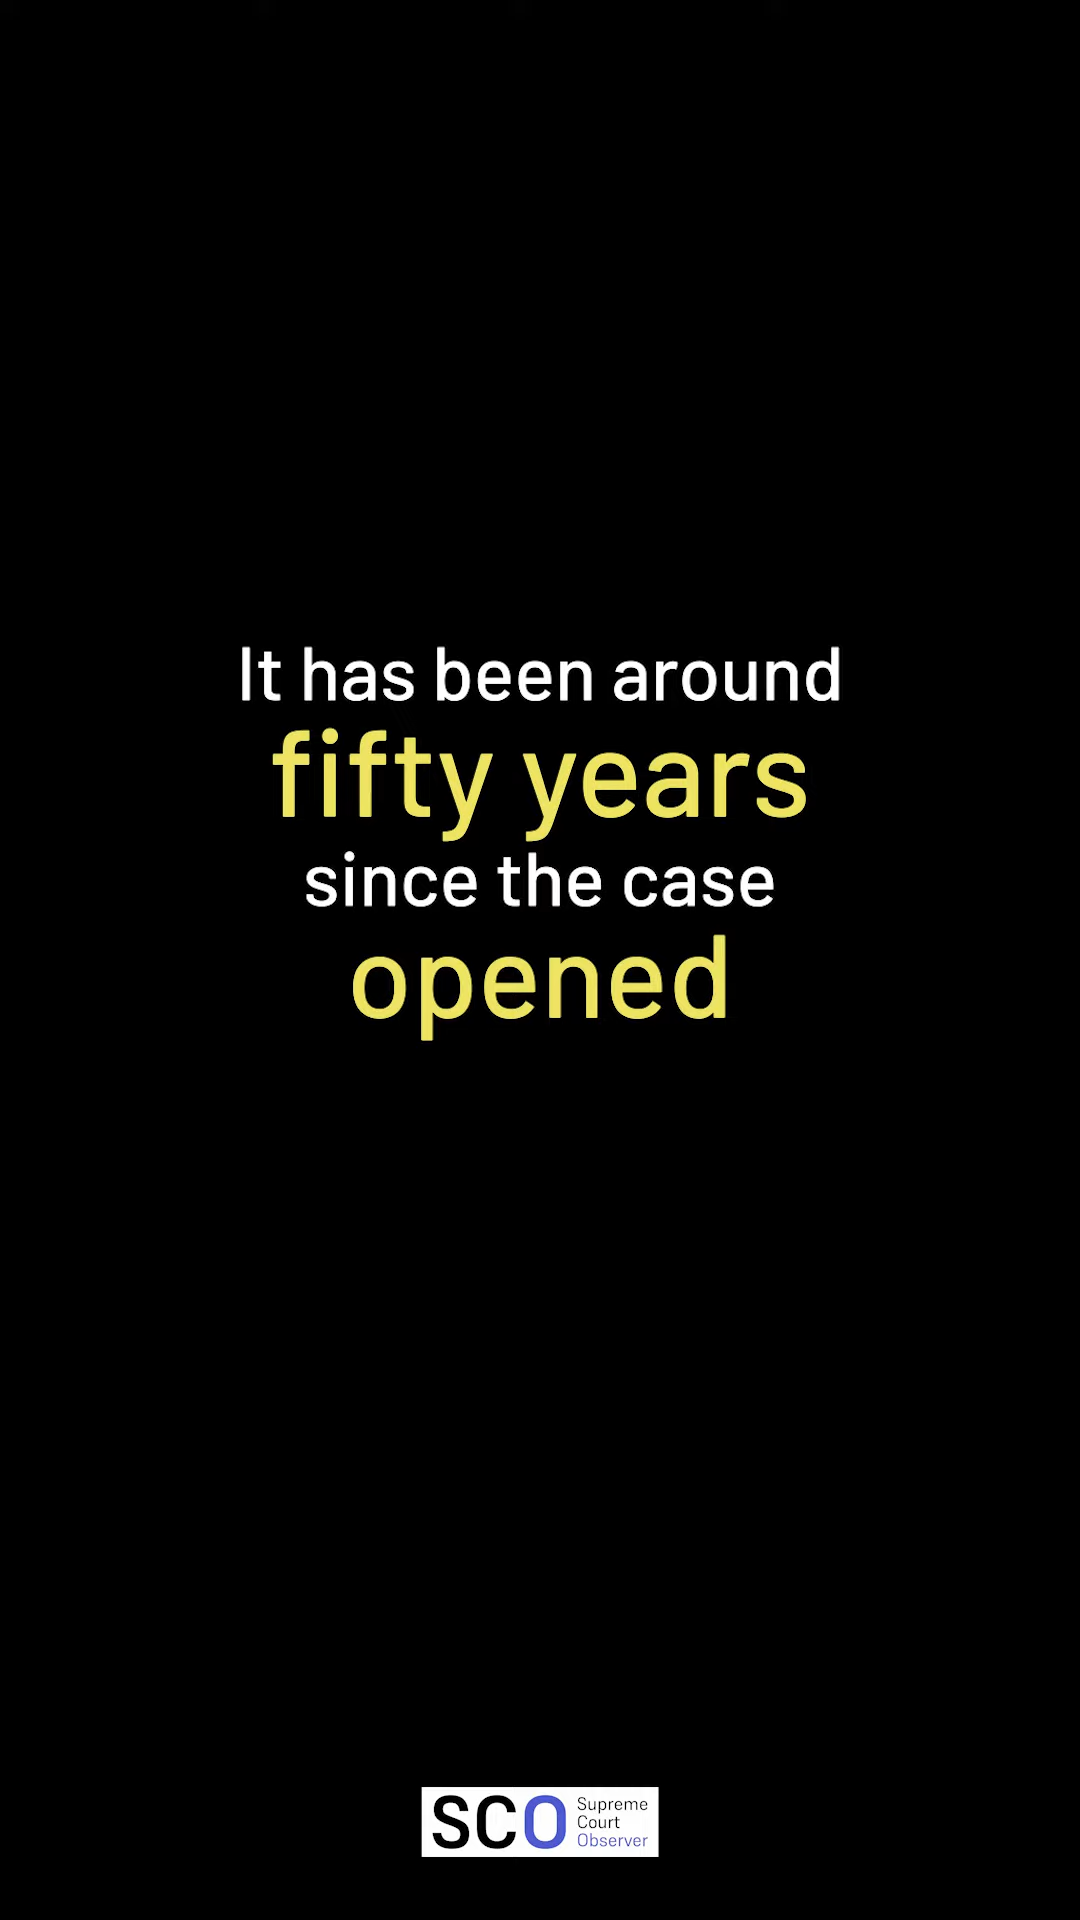 It has been around
fifty years
since the case
opened
SCO
Supreme
Court
Observer